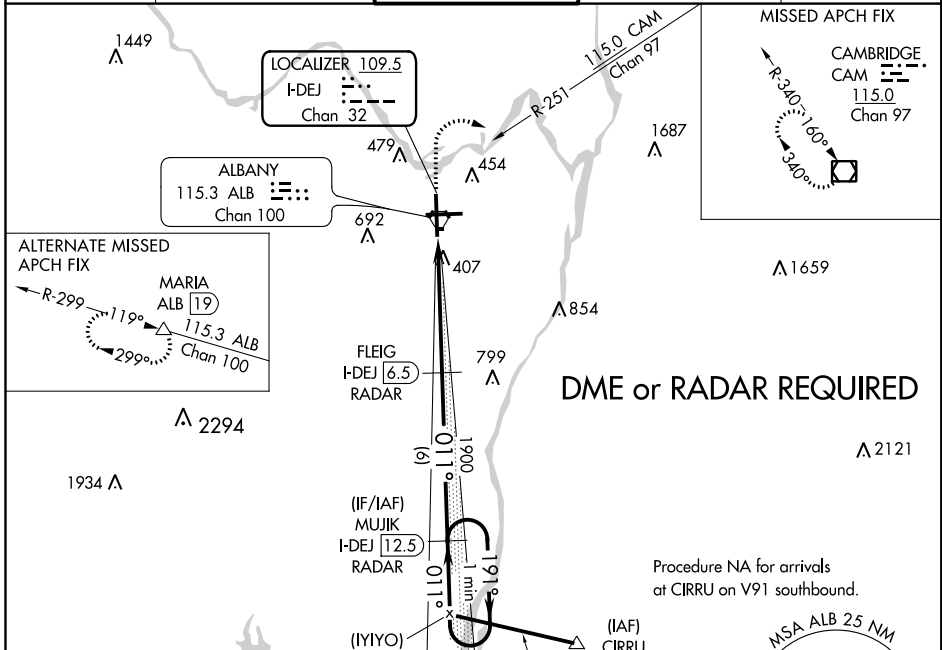 MISSED APCH FIX
CAMBRIDGE
CAM
115.0
Chan 97
R-340
160°
340°
1449
LOCALIZER 109.5
I-DEJ
Chan 32
115.0 CAM
Chan 97
R-251
479
454
1687
ALBANY
115.3 ALB
Chan 100
692
407
1659
ALTERNATE MISSED
APCH FIX
MARIA
ALB 19
R-299
119°
299°
115.3 ALB
Chan 100
854
FLEIG
I-DEJ 6.5
RADAR
799
DME or RADAR REQUIRED
2294
011°
1900
(6)
2121
1934
(IF/IAF)
MUJIK
I-DEJ 12.5
RADAR
011°
1 min
191°
Procedure NA for arrivals
at CIRRU on V91 southbound.
(IYIYO)
(IAF)
CIRRU
MSA ALB 25 NM